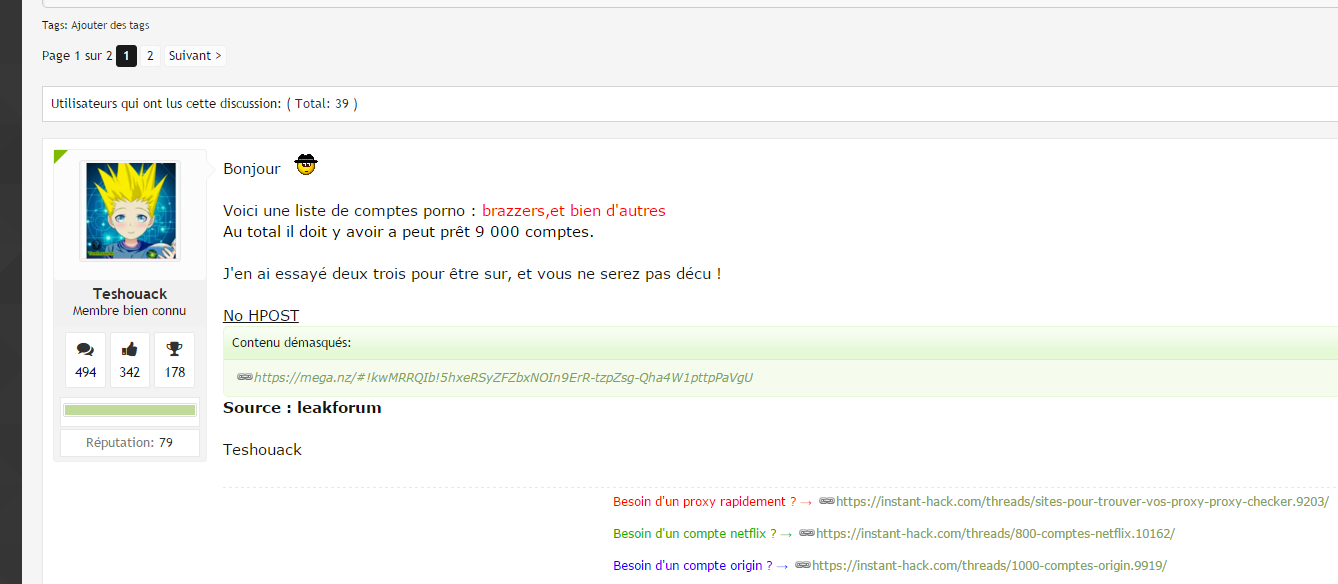 Tags: Ajouter des tags
Page 1 sur 2 1 2 Suivant >
Utilisateurs qui ont lus cette discussion: ( Total: 39 )
Bonjour
Voici une liste de comptes porno : brazzers,et bien d'autres
Au total il doit y avoir a peut prêt 9 000 comptes.
J'en ai essayé deux trois pour être sur, et vous ne serez pas décu !
Teshouack
Membre bien connu
494 342 178
Réputation: 79
No HPOST
Contenu démasqués:
https://mega.nz/#!kwMRRQIb!5hxeRSyZFZbxNOIn9ErR-tzpZsg-Qha4W1pttpPaVgU
Source : leakforum
Teshouack
Besoin d'un proxy rapidement ? → https://instant-hack.com/threads/sites-pour-trouver-vos-proxy-proxy-checker.9203/
Besoin d'un compte netflix ? → https://instant-hack.com/threads/800-comptes-netflix.10162/
Besoin d'un compte origin ? → https://instant-hack.com/threads/1000-comptes-origin.9919/